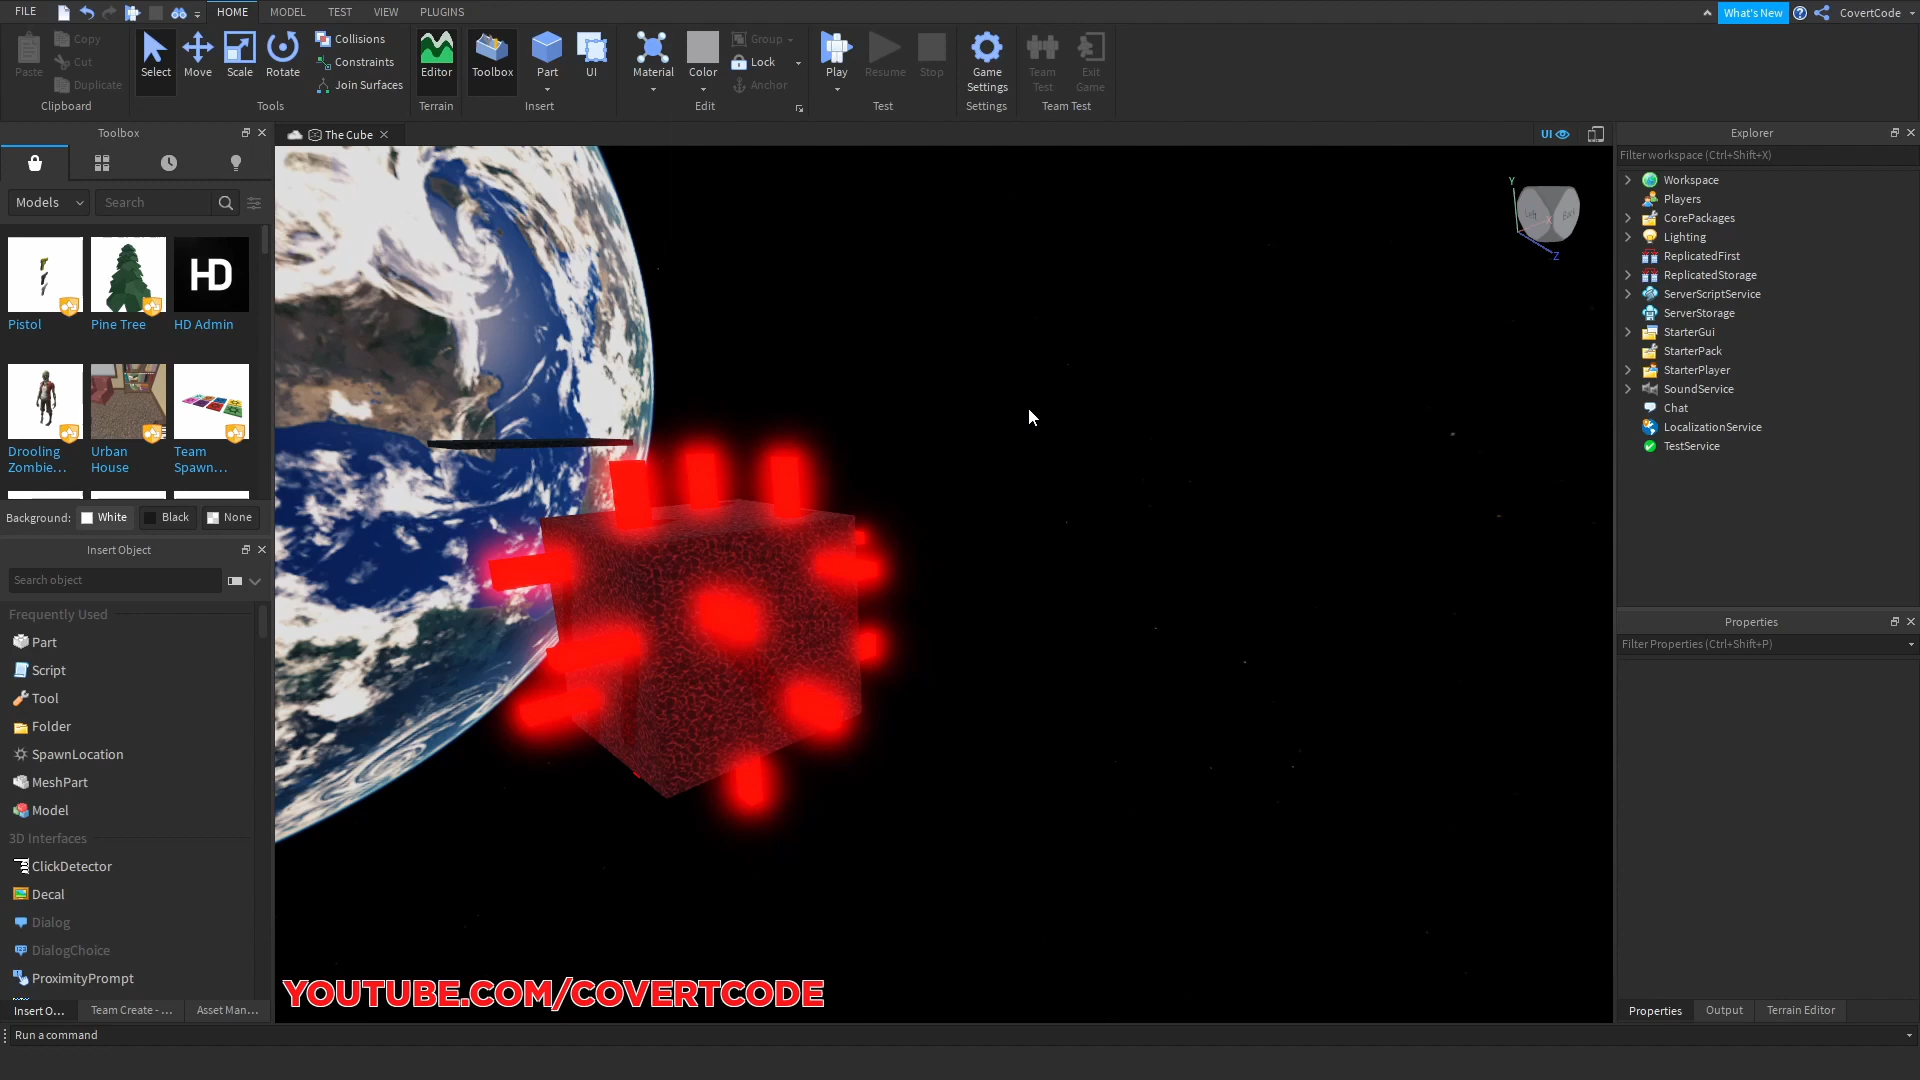 FILE HOME MODEL TEST VIEW PLUGINS What's New CovertCode
Paste Copy Cut Duplicate Select Move Scale Rotate Collisions Constraints Join Surfaces Editor Toolbox Part UI Material Color Group Lock Anchor Play Resume Stop Game Settings Team Test Exit Game
Clipboard Tools Terrain Insert Edit Test Settings Team Test
Toolbox
Models Search
HD
Pistol Pine Tree HD Admin
Drooling Zombie... Urban House Team Spawn...
Background: White Black None
Insert Object
Search object
Frequently Used
Part
Script
Tool
Folder
SpawnLocation
MeshPart
Model
3D Interfaces
ClickDetector
Decal
Dialog
DialogChoice
ProximityPrompt
Insert O... Team Create - ... Asset Man...
Run a command
The Cube UI
Y
X
Z
YOUTUBE.COM/COVERTCODE
Explorer
Filter workspace (Ctrl+Shift+X)
Workspace
Players
CorePackages
Lighting
ReplicatedFirst
ReplicatedStorage
ServerScriptService
ServerStorage
StarterGui
StarterPack
StarterPlayer
SoundService
Chat
LocalizationService
TestService
Properties
Filter Properties (Ctrl+Shift+P)
Properties Output Terrain Editor